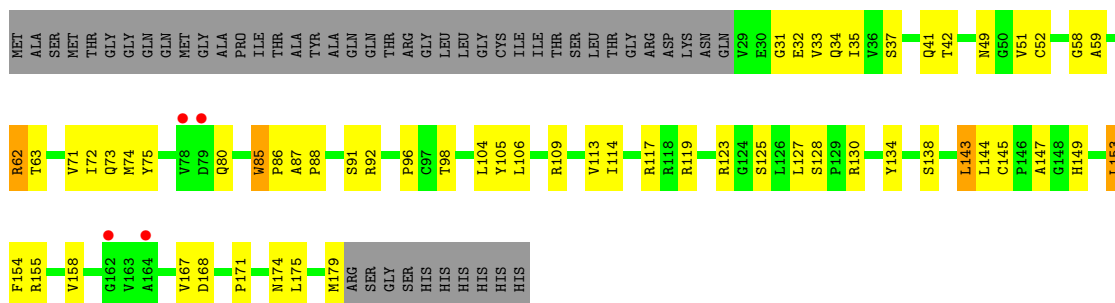 MET ALA SER MET THR GLY GLY GLN GLN MET GLY ALA PRO ILE THR ALA TYR ALA GLN GLN THR ARG GLY LEU LEU GLY CYS ILE ILE THR SER LEU THR GLY ARG ASP LYS ASN GLN V29 E30 G31 E32 V33 Q34 I35 V36 S37 Q41 T42 N49 G50 V51 C52 G58 A59
R62 T63 V71 I72 Q73 M74 Y75 V78 D79 Q80 W85 P86 A87 P88 S91 R92 P96 C97 T98 L104 Y105 L106 R109 V113 I114 R117 R118 R119 R123 G124 S125 L126 L127 S128 P129 R130 Y134 S138 L143 L144 C145 P146 A147 G148 H149 L153
F154 R155 V158 G162 V163 A164 V167 D168 P171 N174 L175 M179 ARG SER GLY SER HIS HIS HIS HIS HIS HIS